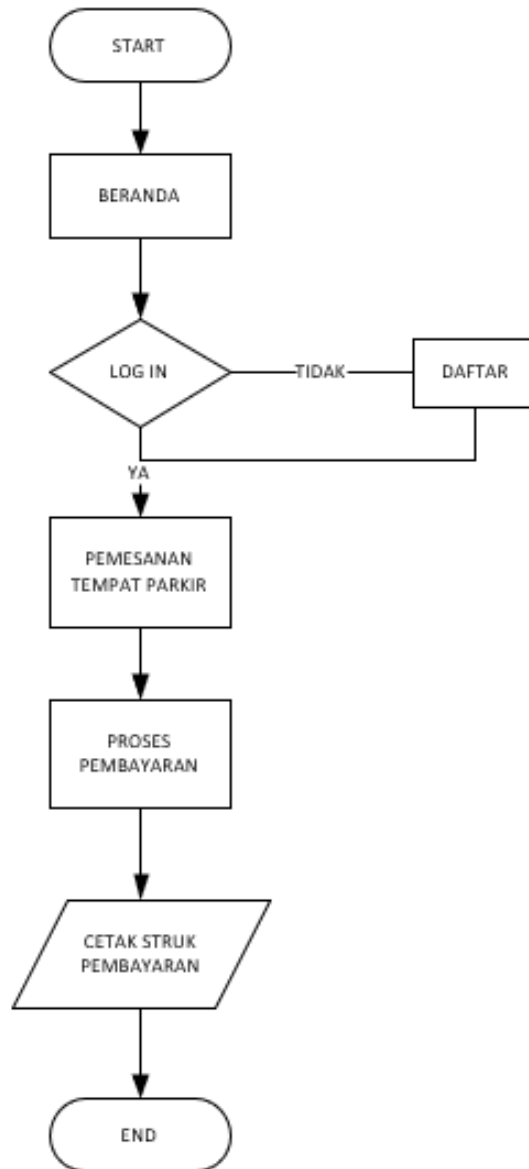 START
BERANDA
LOG IN
TIDAK
DAFTAR
YA
PEMESANAN
TEMPAT PARKIR
PROSES
PEMBAYARAN
CETAK STRUK
PEMBAYARAN
END